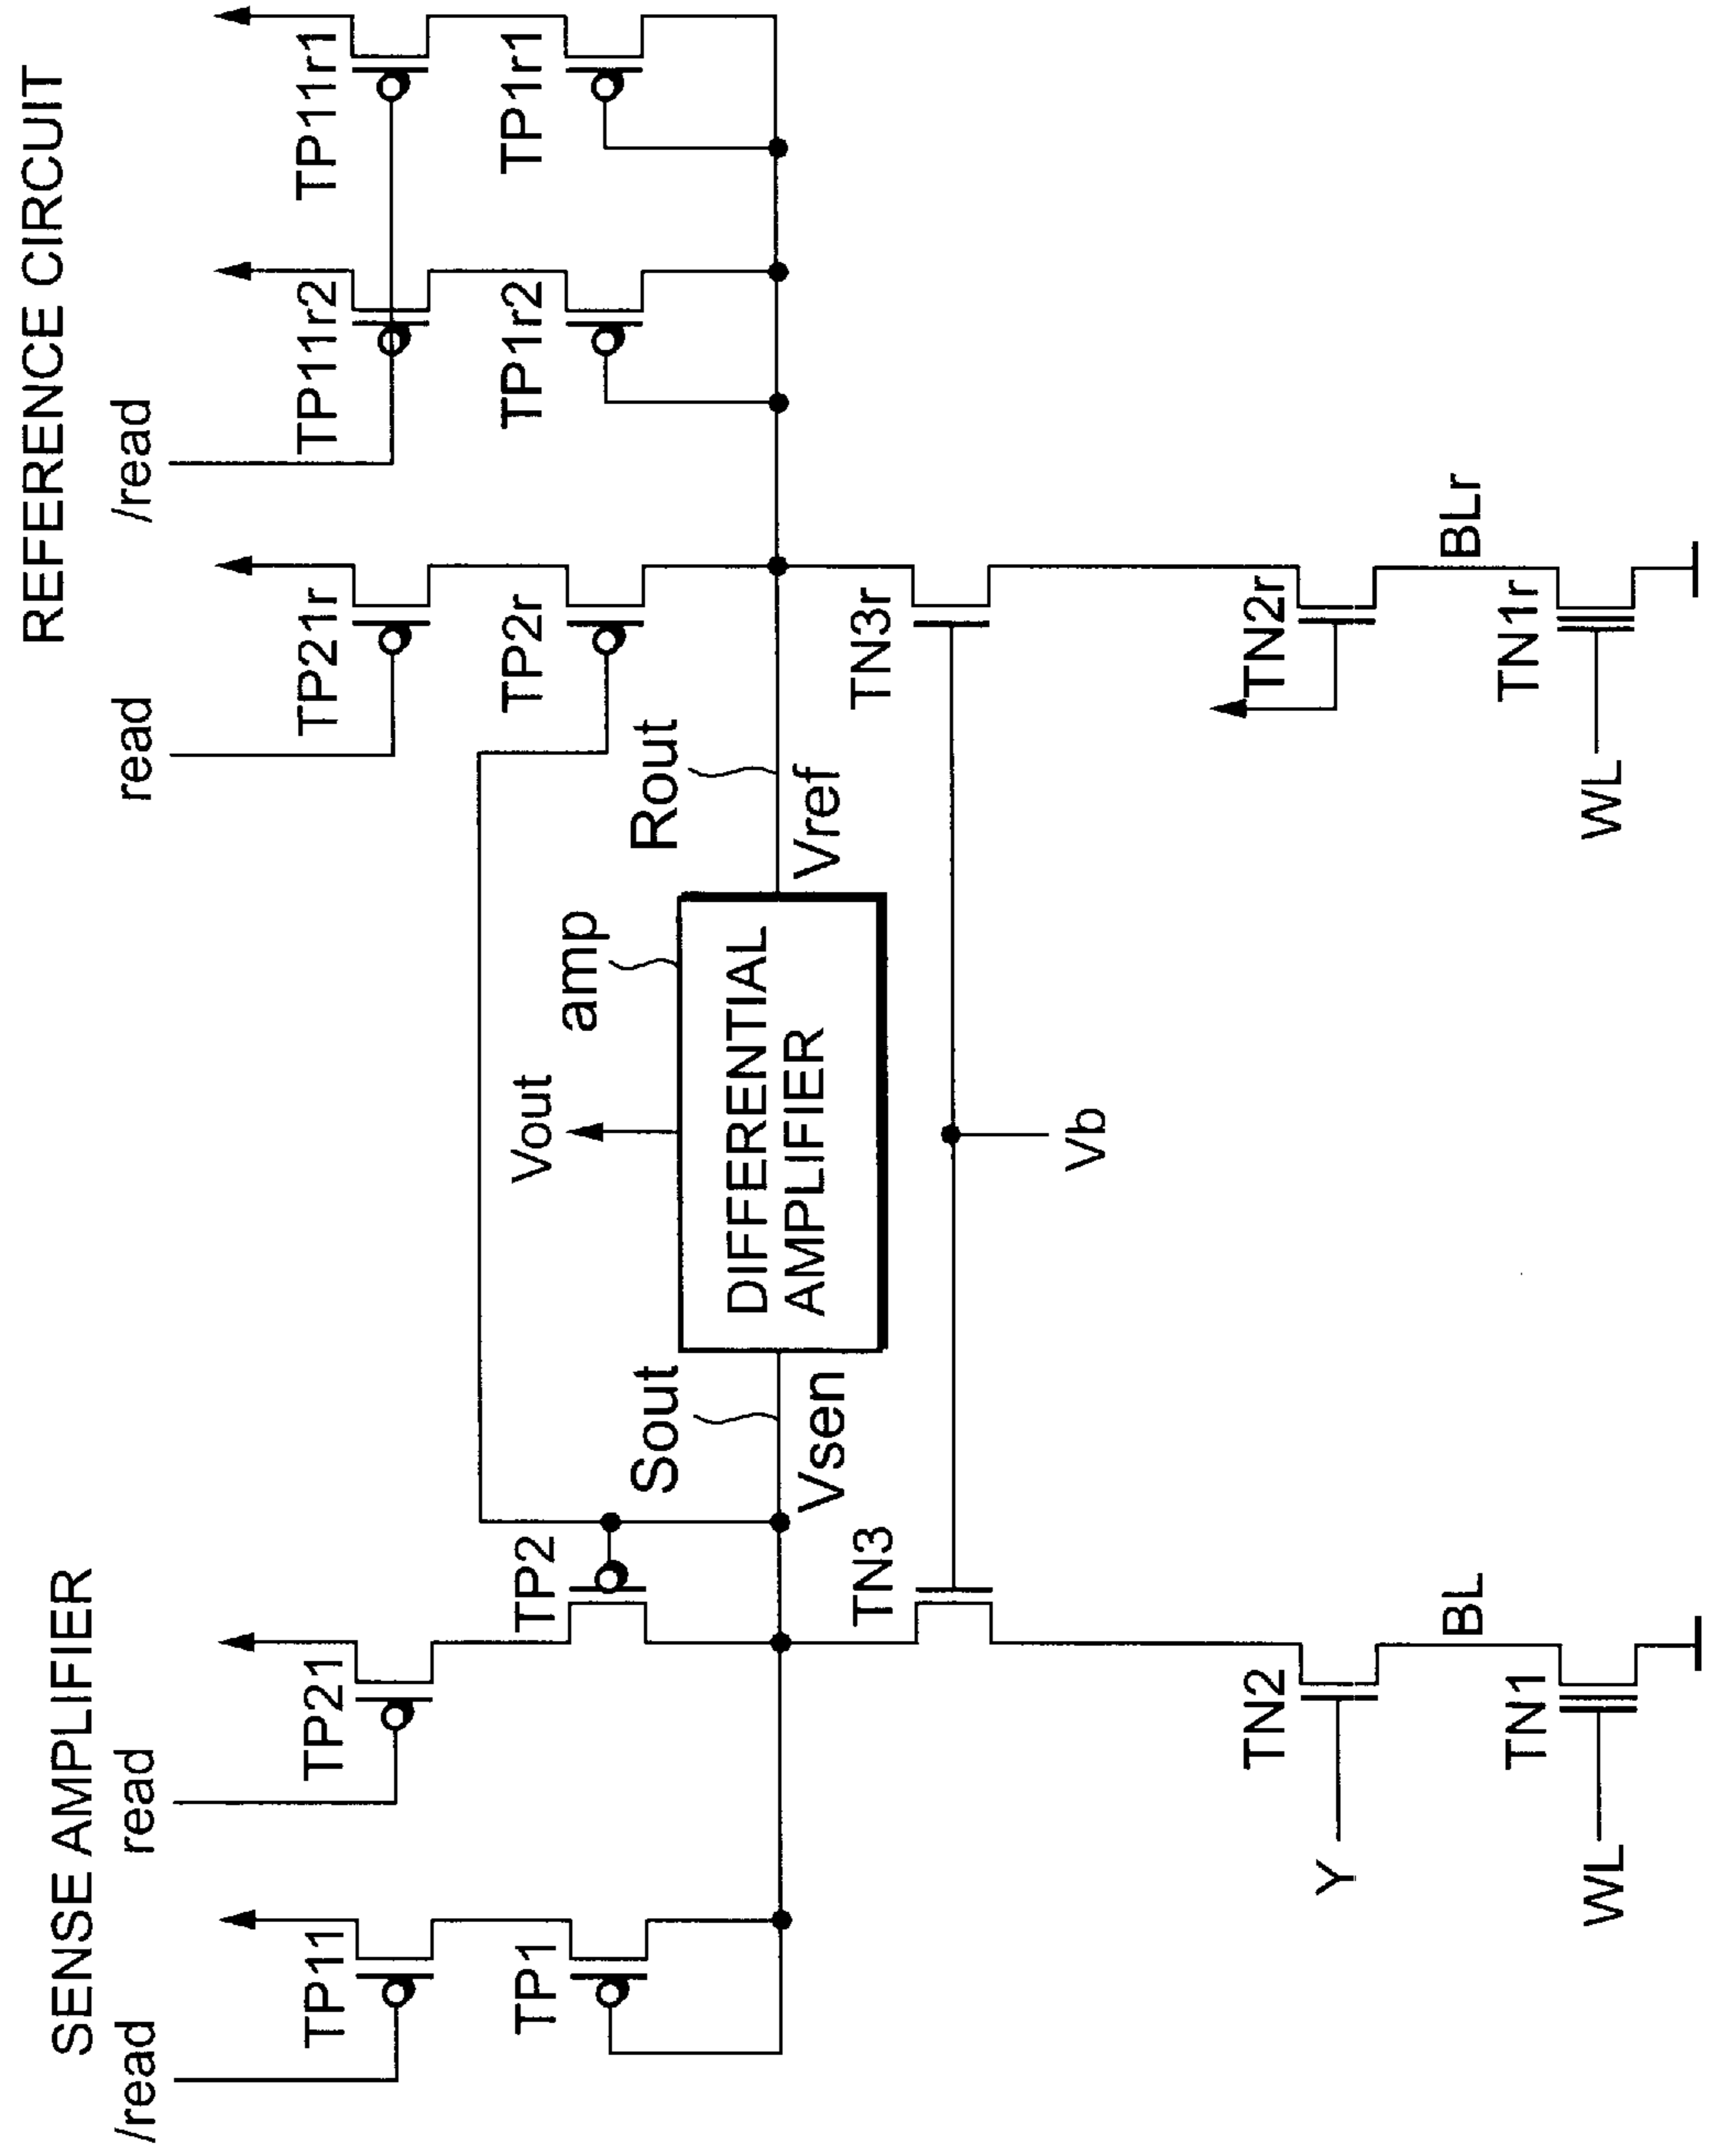 SENSE AMPLIFIER
REFERENCE CIRCUIT
/read
read
read
/read
TP11
TP21
TP21r
TP11r2
TP11r1
TP1
TP2
Vout
TP2r
TP1r2
TP1r1
amp
Sout
Rout
DIFFERENTIAL
AMPLIFIER
Vsen
Vref
TN3
TN3r
Vb
Y
TN2
TN2r
BL
BLr
WL
TN1
WL
TN1r